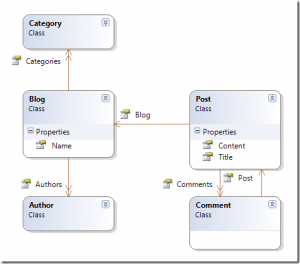 Category
Class
Categories
Blog
Class
Properties
Name
Blog
Post
Class
Properties
Content
Title
Authors
Comments
Post
Author
Class
Comment
Class